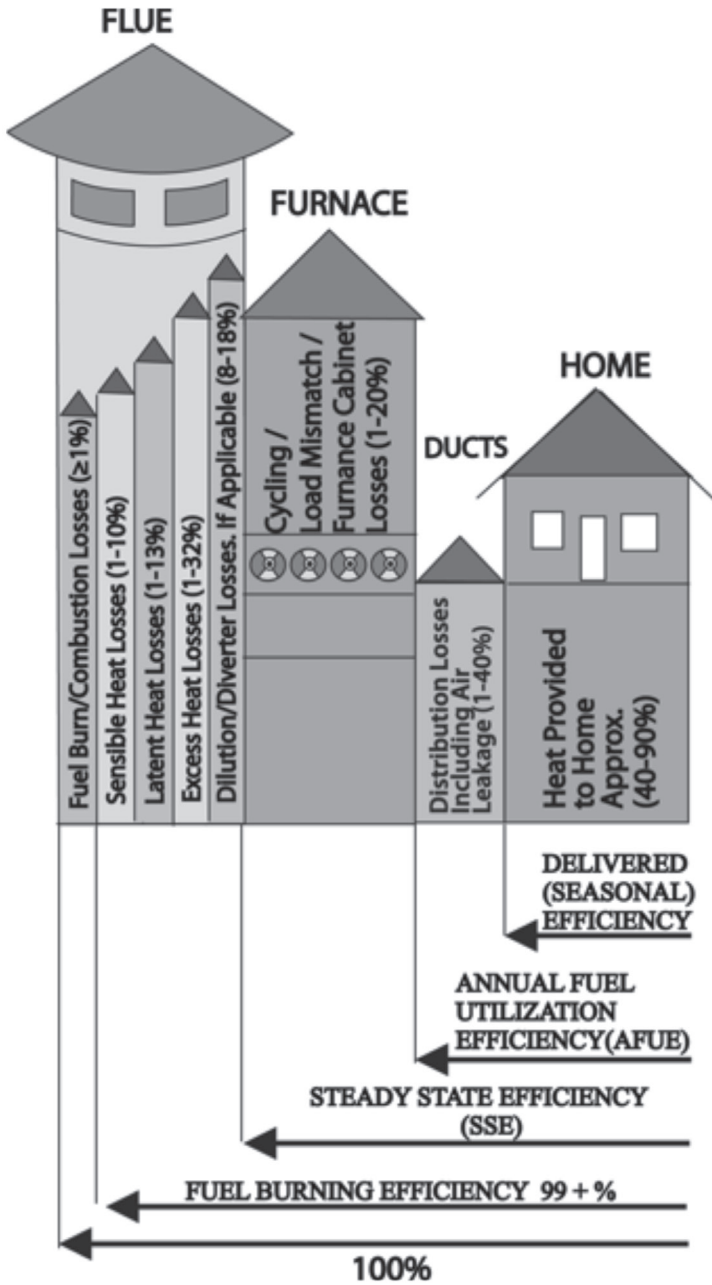 FLUE
FURNACE
HOME
DUCTS
Fuel Burn/Combustion Losses (≥1%)
Sensible Heat Losses (1-10%)
Latent Heat Losses (1-13%)
Excess Heat Losses (1-32%)
Dilution/Diverter Losses. If Applicable (8-18%)
Cycling /
Load Mismatch /
Furnance Cabinet
Losses (1-20%)
Distribution Losses
Including Air
Leakage (1-40%)
Heat Provided
to Home
Approx.
(40-90%)
DELIVERED
(SEASONAL)
EFFICIENCY
ANNUAL FUEL
UTILIZATION
EFFICIENCY(AFUE)
STEADY STATE EFFICIENCY
(SSE)
FUEL BURNING EFFICIENCY 99 + %
100%